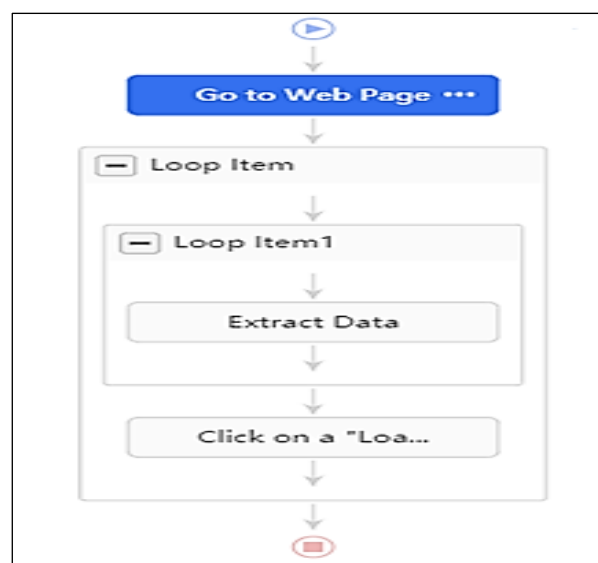 Go to Web Page •••
Loop Item
Loop Item1
Extract Data
Click on a "Loa...